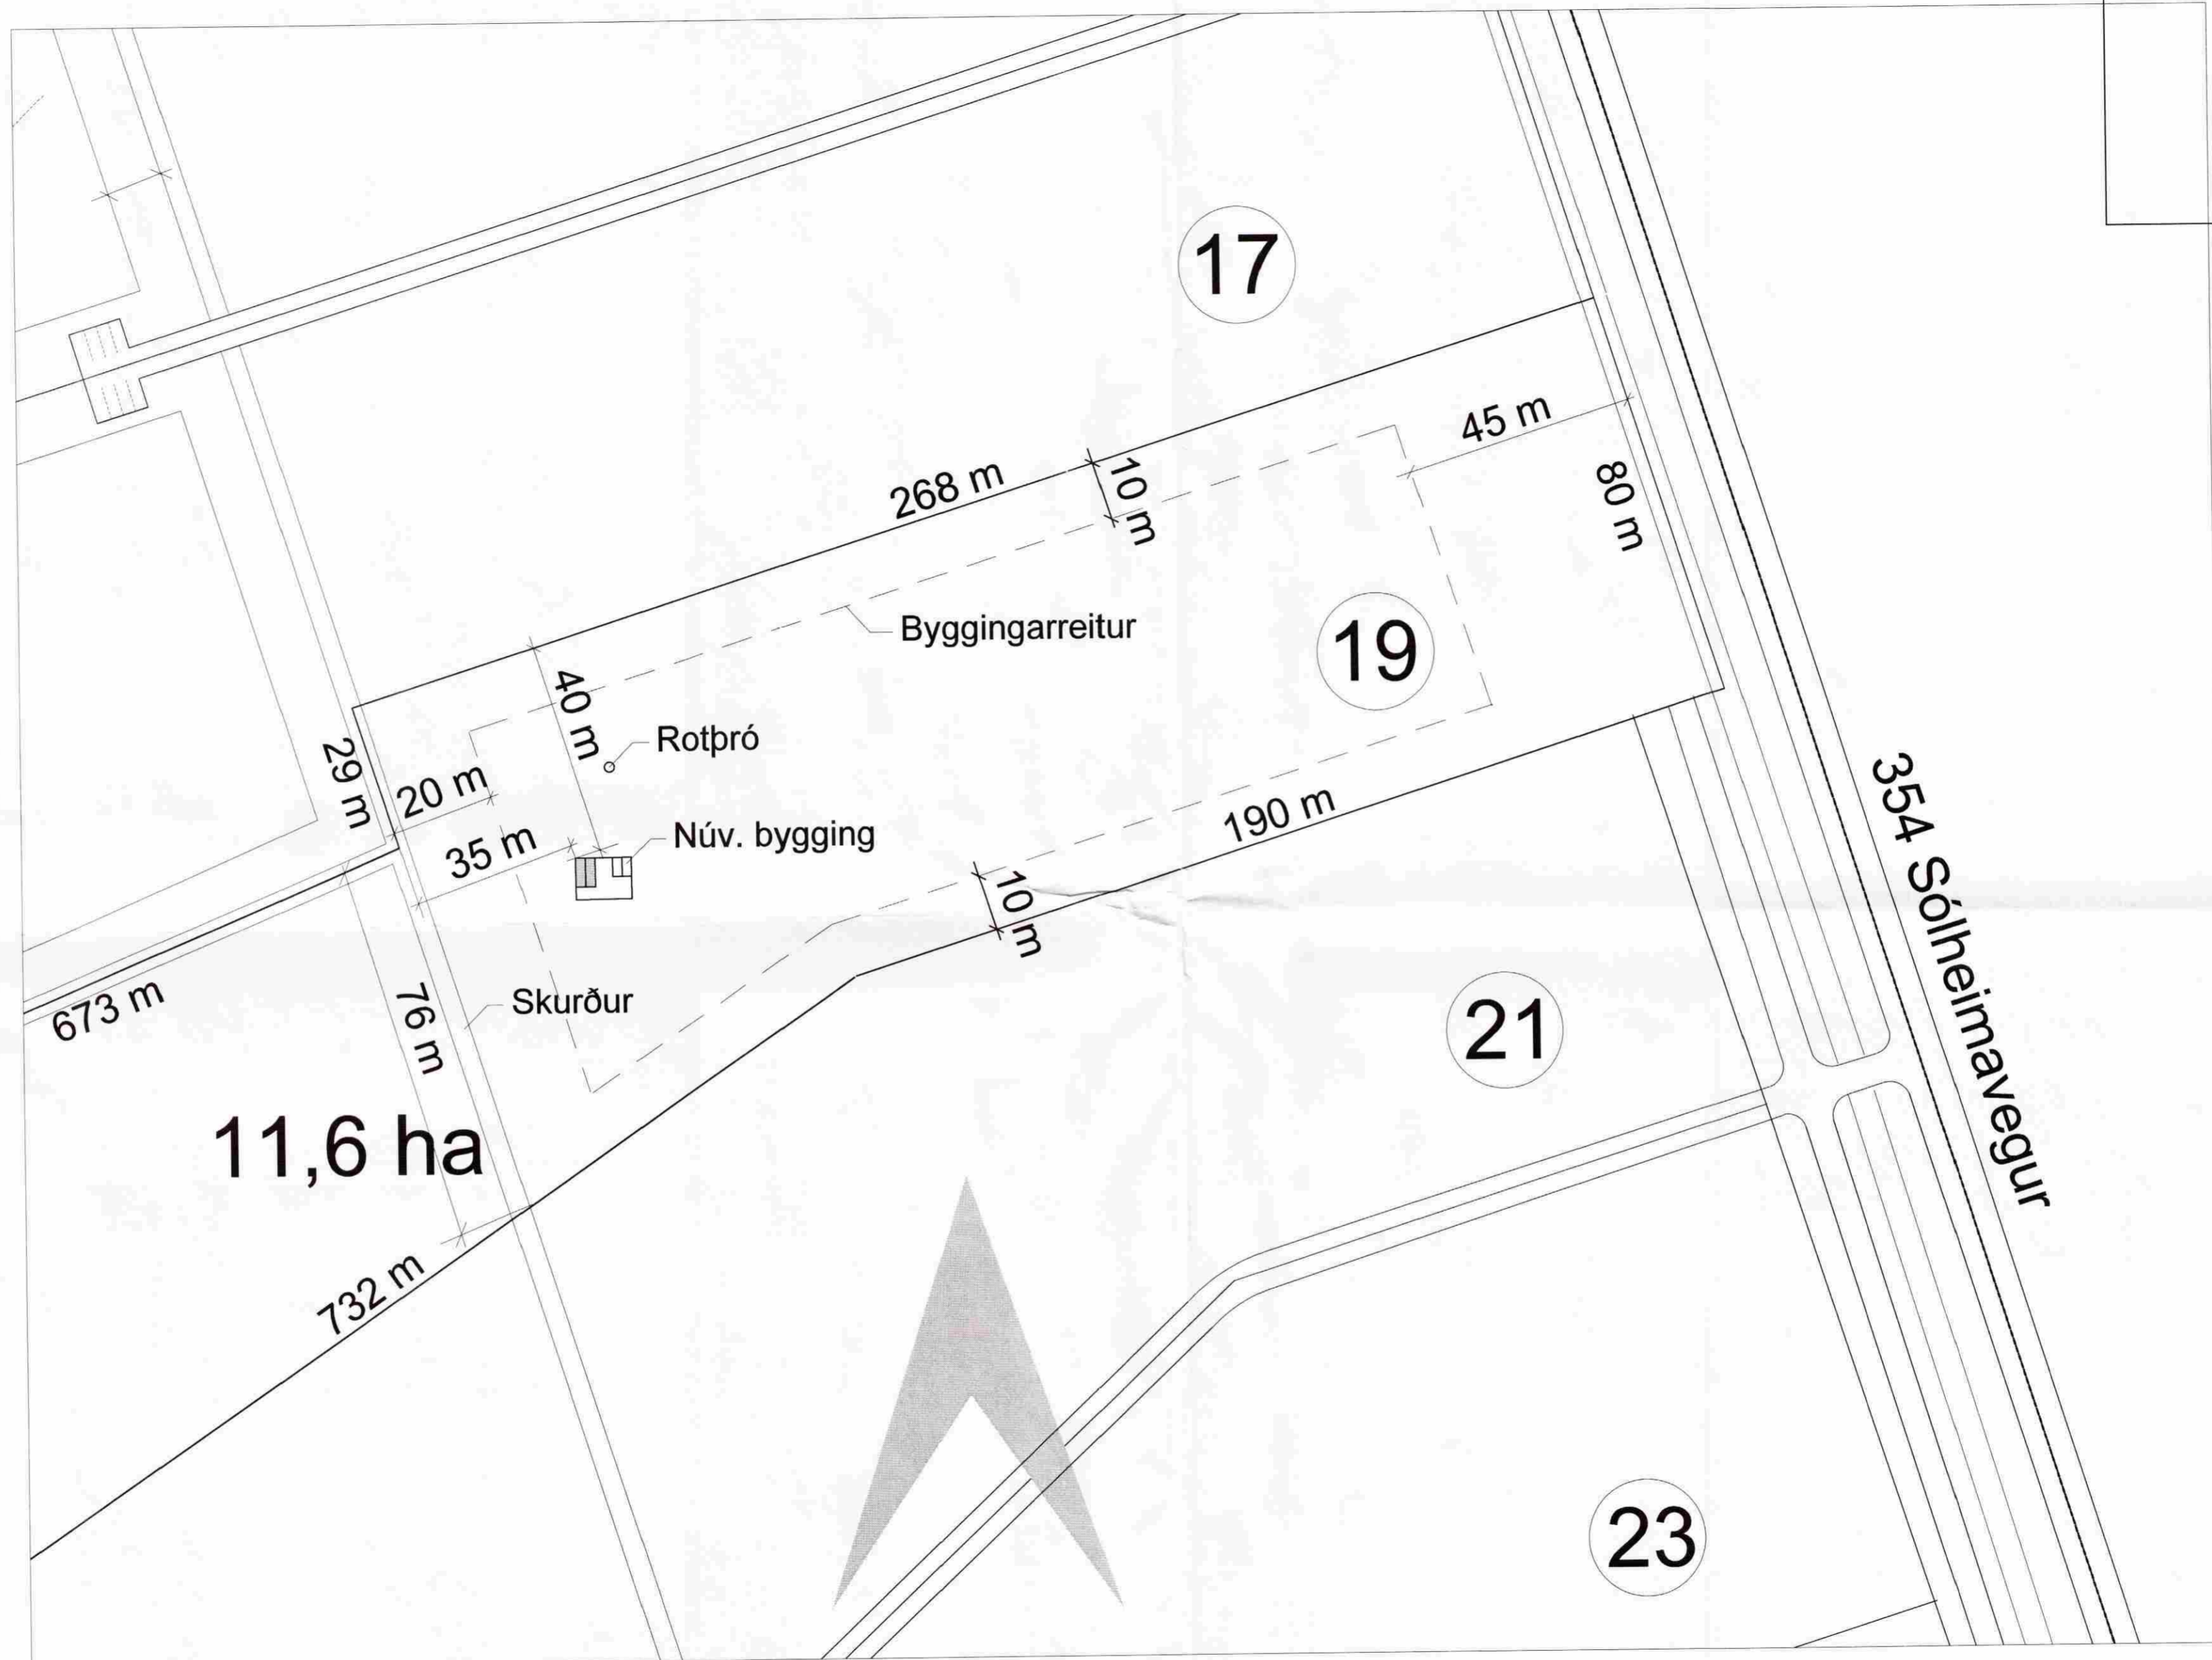 17
45 m
268 m
10 m
80 m
Byggingarreitur
19
40 m
Rotþró
29 m
20 m
35 m
Núv. bygging
190 m
354 Sólheimavegur
10 m
673 m
76 m
Skurður
21
11,6 ha
732 m
23